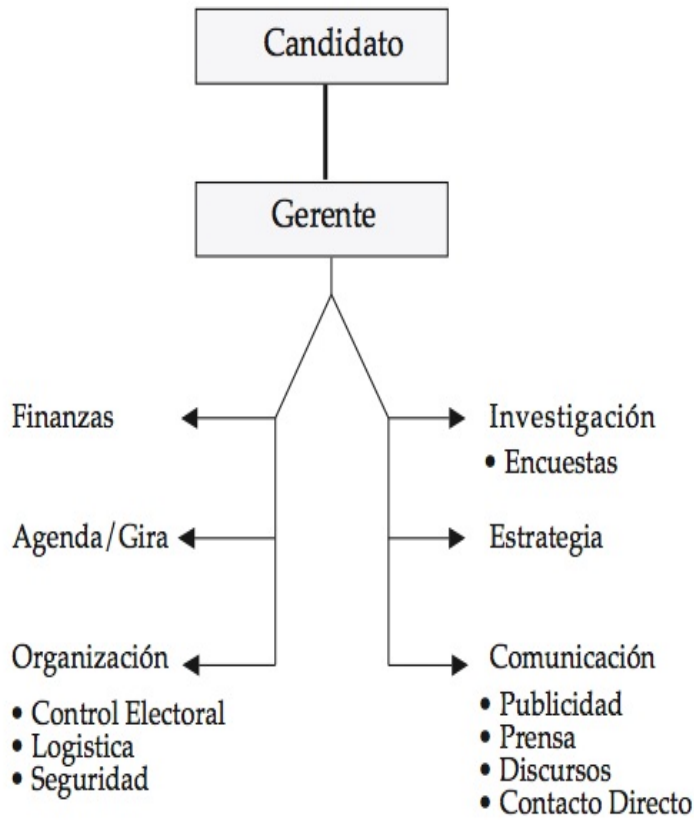 Candidato
Gerente
Finanzas
Agenda/Gira
Organización
• Control Electoral
• Logistica
• Seguridad
Investigación
• Encuestas
Estrategia
Comunicación
• Publicidad
• Prensa
• Discursos
• Contacto Directo